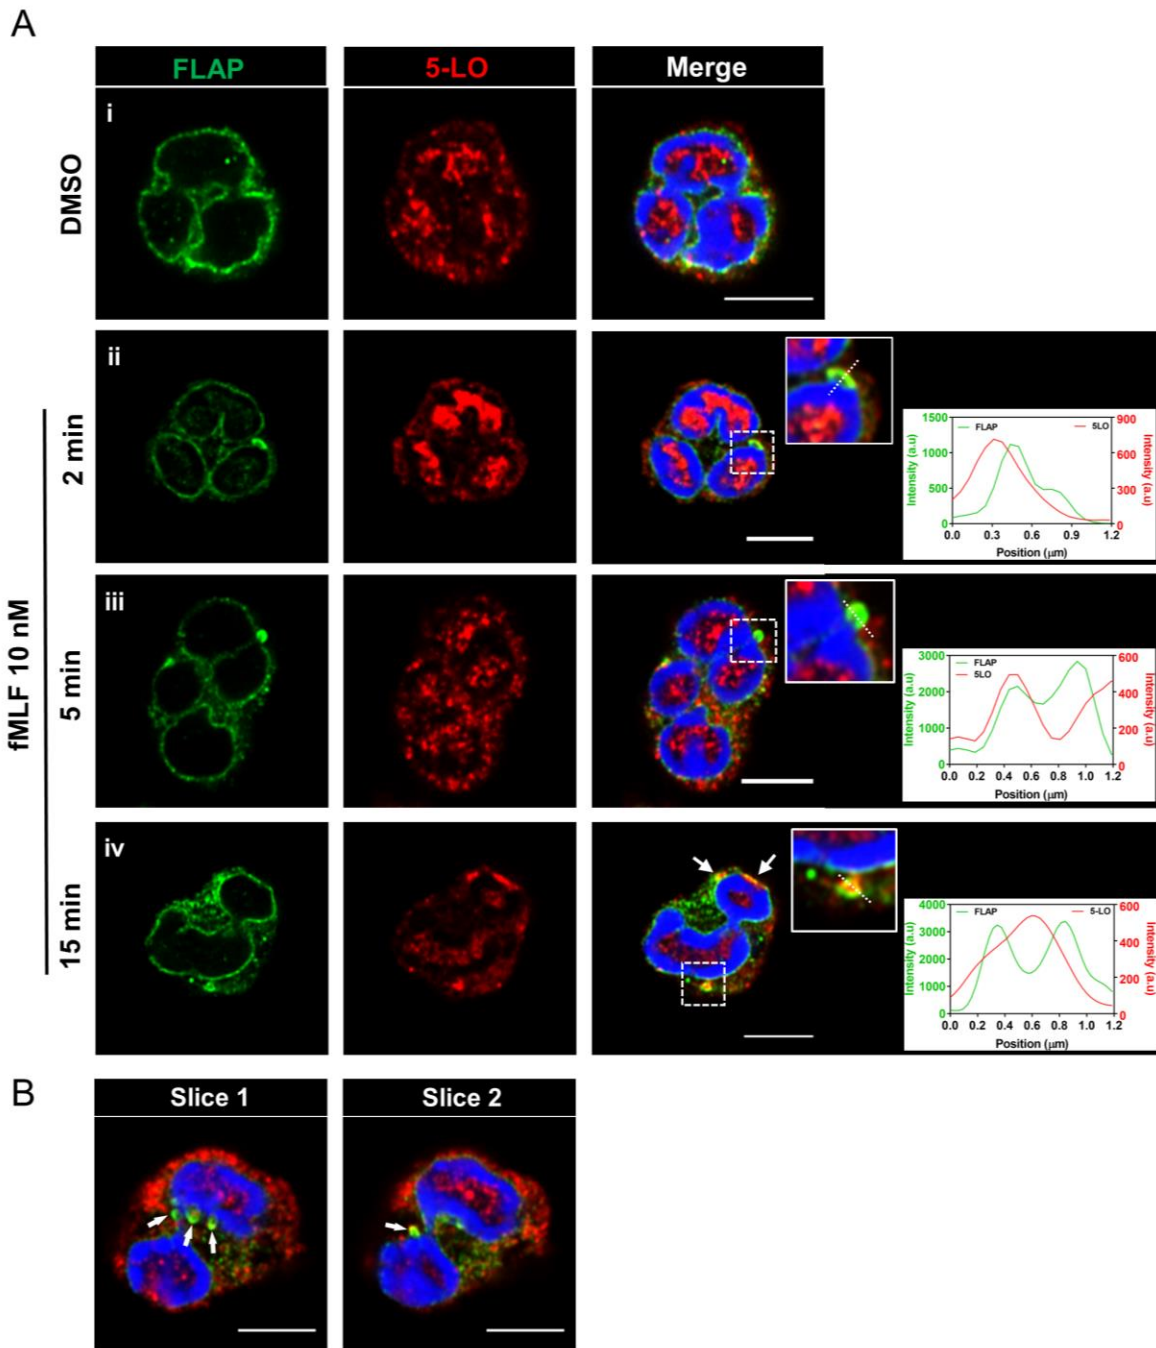 A
FLAP
5-LO
Merge
i
DMSO
ii
2 min
FLAP
5LO
Intensity (a.u)
1500
1000
500
0
900
600
300
0
Intensity (a.u)
0.0 0.3 0.6 0.9 1.2
Position (μm)
fMLF 10 nM
iii
5 min
FLAP
5LO
Intensity (a.u)
3000
2000
1000
0
600
400
200
0
Intensity (a.u)
0.0 0.2 0.4 0.6 0.8 1.0 1.2
Position (μm)
iv
15 min
FLAP
5-LO
Intensity (a.u)
4000
3000
2000
1000
0
600
400
200
0
Intensity (a.u)
0.0 0.2 0.4 0.6 0.8 1.0 1.2
Position (μm)
B
Slice 1
Slice 2